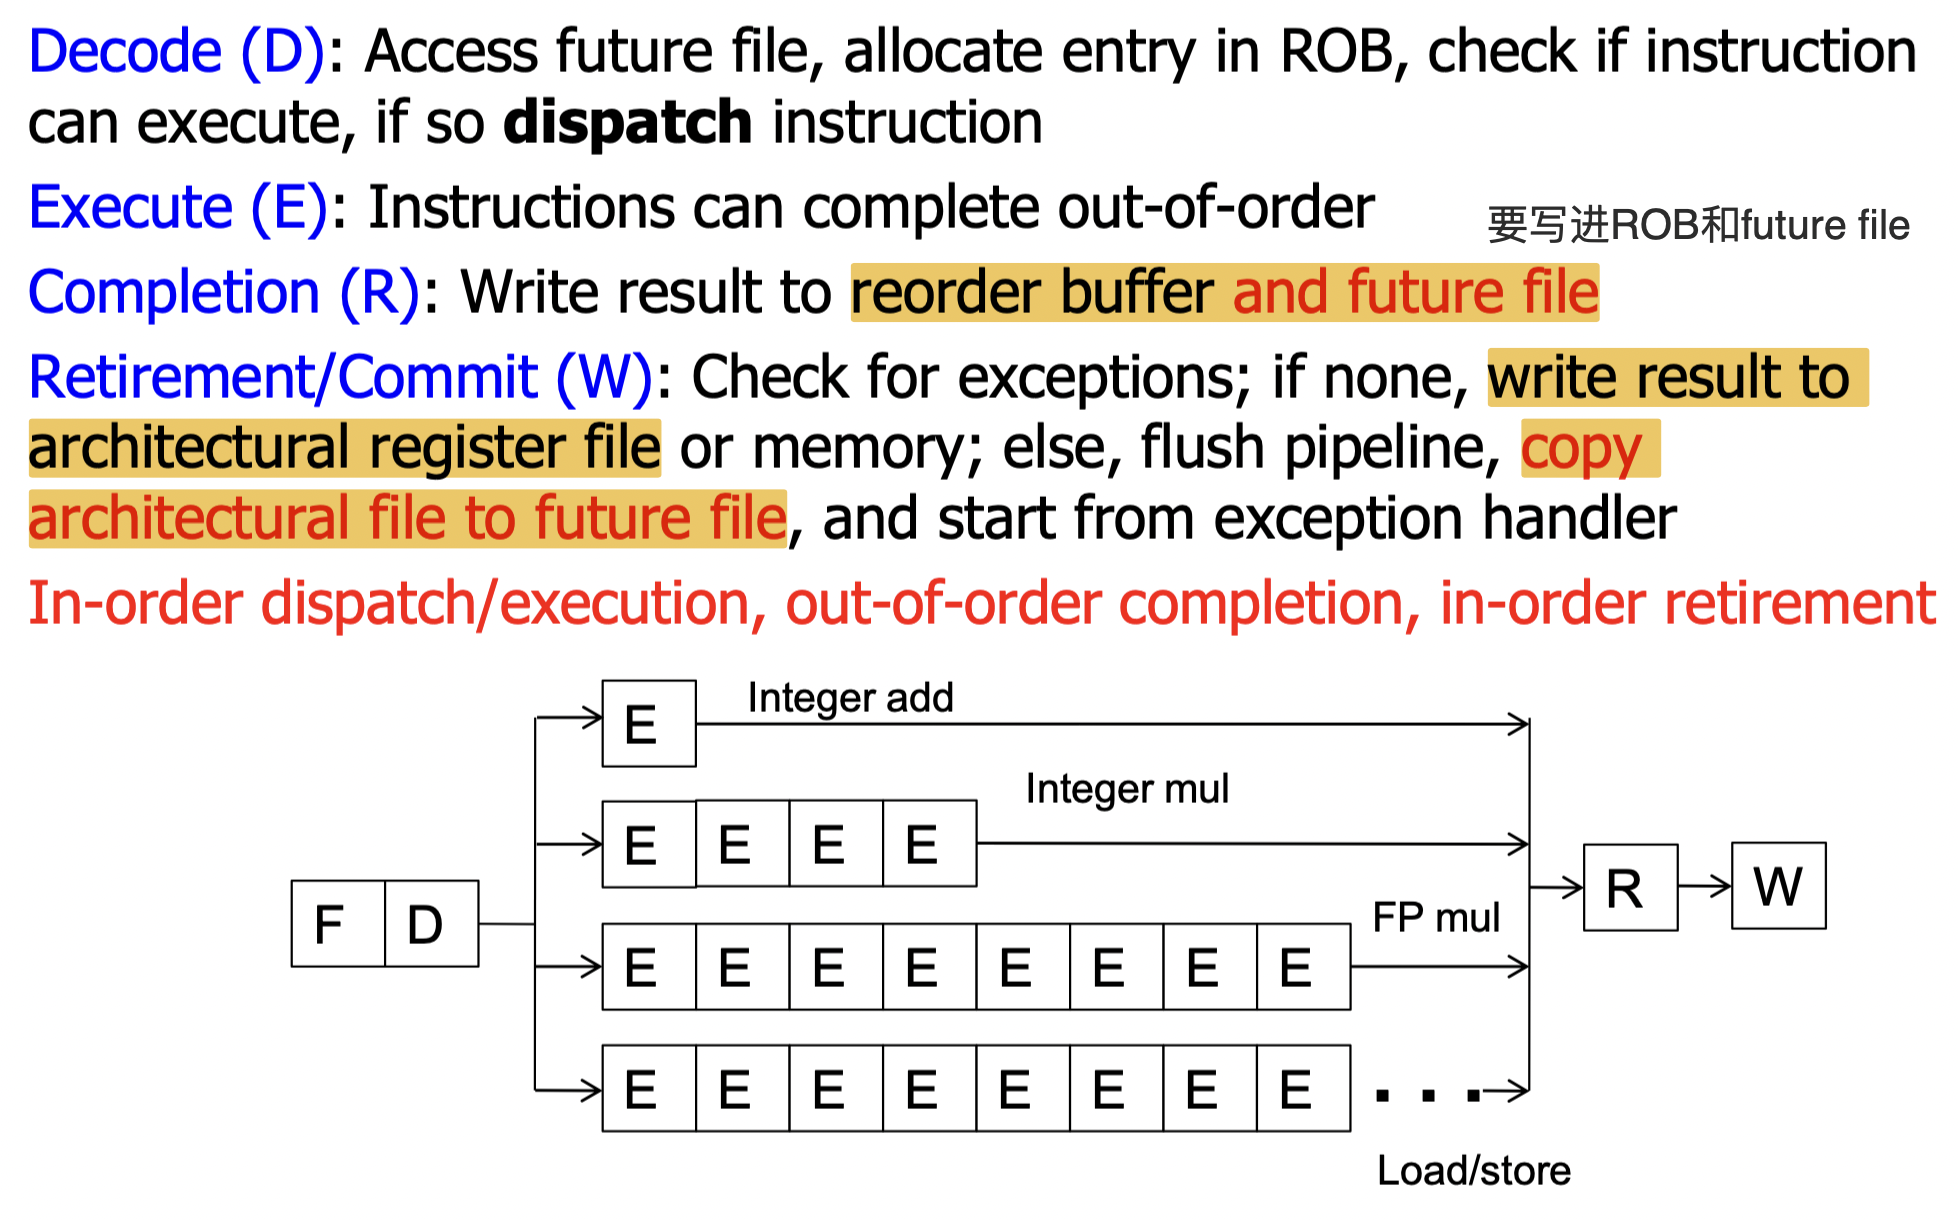 Decode (D): Access future file, allocate entry in ROB, check if instruction
can execute, if so dispatch instruction
Execute (E): Instructions can complete out-of-order
要写进ROB和future file
Completion (R): Write result to reorder buffer and future file
Retirement/Commit (W): Check for exceptions; if none, write result to
architectural register file or memory; else, flush pipeline, copy
architectural file to future file, and start from exception handler
In-order dispatch/execution, out-of-order completion, in-order retirement
E
Integer add
Integer mul
E E E E
R W
FP mul
F D
E E E E E E E E
E E E E E E E E . . .
Load/store